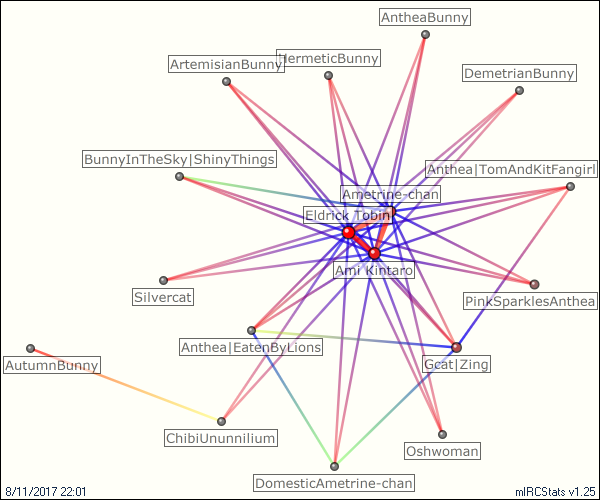 AntheaBunny
ArtemisianBunny
HermeticBunny
DemetrianBunny
BunnyInTheSky|ShinyThings
Anthea|TomAndKitFangirl
Ametrine-chan
Eldrick Tobin
Ami Kintaro
Silvercat
PinkSparklesAnthea
Anthea|EatenByLions
AutumnBunny
Gcat|Zing
ChibiUnunnilium
Oshwoman
DomesticAmetrine-chan
8/11/2017 22:01
mIRCStats v1.25